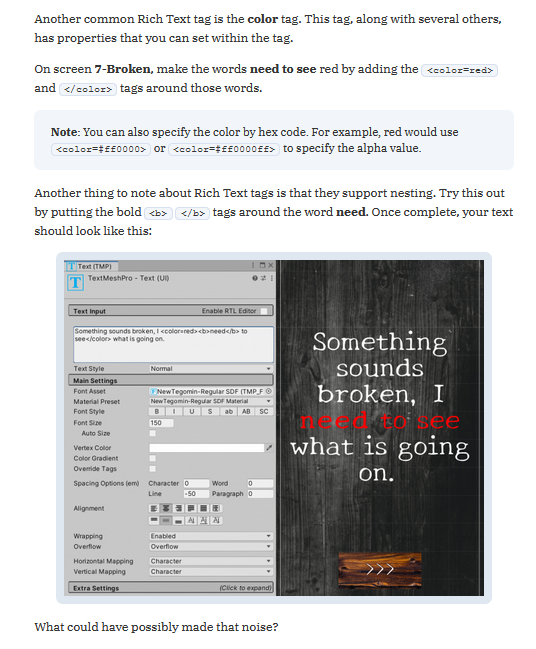 Another common Rich Text tag is the color tag. This tag, along with several others,
has properties that you can set within the tag.
On screen 7-Broken, make the words need to see red by adding the <color=red>
and </color> tags around those words.
Note: You can also specify the color by hex code. For example, red would use
<color=#ff0000> or <color=#ff0000ff> to specify the alpha value.
Another thing to note about Rich Text tags is that they support nesting. Try this out
by putting the bold <b> </b> tags around the word need. Once complete, your text
should look like this:
T Text (TMP)
T TextMeshPro - Text (UI)
Text Input Enable RTL Editor
Something sounds broken, I <color=red><b>need</b> to
see</color> what is going on.
Text Style Normal
Main Settings
Font Asset NewTegomin-Regular SDF (TMP_F
Material Preset NewTegomin-Regular SDF Material
Font Style B I U S ab AB SC
Font Size 150
Auto Size
Vertex Color
Color Gradient
Override Tags
Spacing Options (em) Character 0 Word 0
Line -50 Paragraph 0
Alignment
Wrapping Enabled
Overflow Overflow
Horizontal Mapping Character
Vertical Mapping Character
Extra Settings (Click to expand)
Something
sounds
broken, I
need to see
what is going
on.
>>>
What could have possibly made that noise?